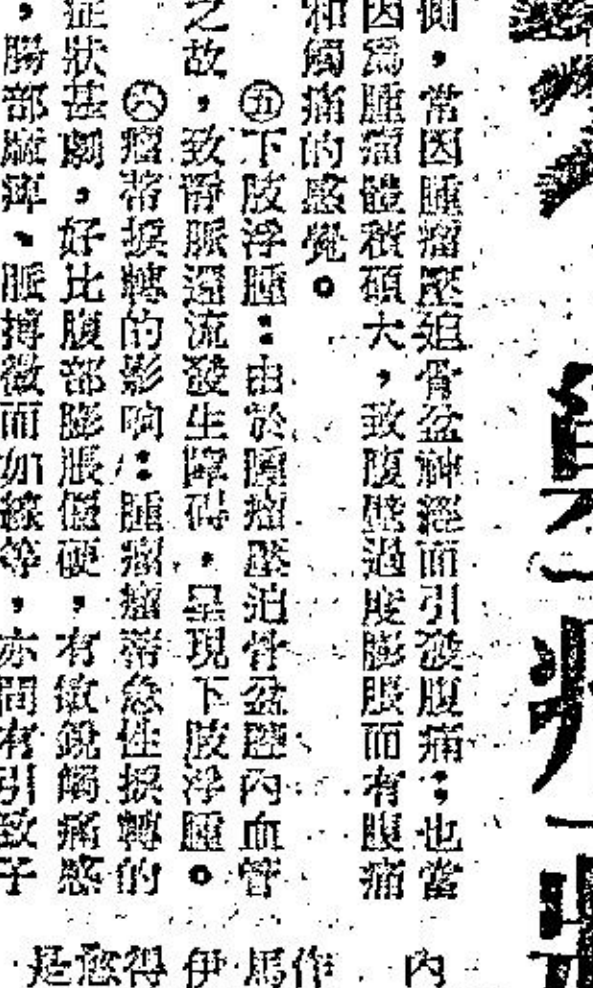 側,常因腫瘤壓迫骨盆神經而引發腹痛:也當
因爲腫瘤體積碩大,致腹壁過度膨脹而有腹痛
和觸痛的感覺。
㊄下肢浮腫:由於腫瘤壓迫骨盆腔內血管
之故,致靜脈還流發生障碍,呈現下肢浮腫。
㊅瘤蒂捩轉的影响:腫瘤瘤蒂急性捩轉的
症狀甚劇,好比腹部膨脹僵硬,有敏銳觸痛感
,腸部痲痺、脈搏微而如線等,亦間有引致子
內
作
馬
伊
得
愈
是